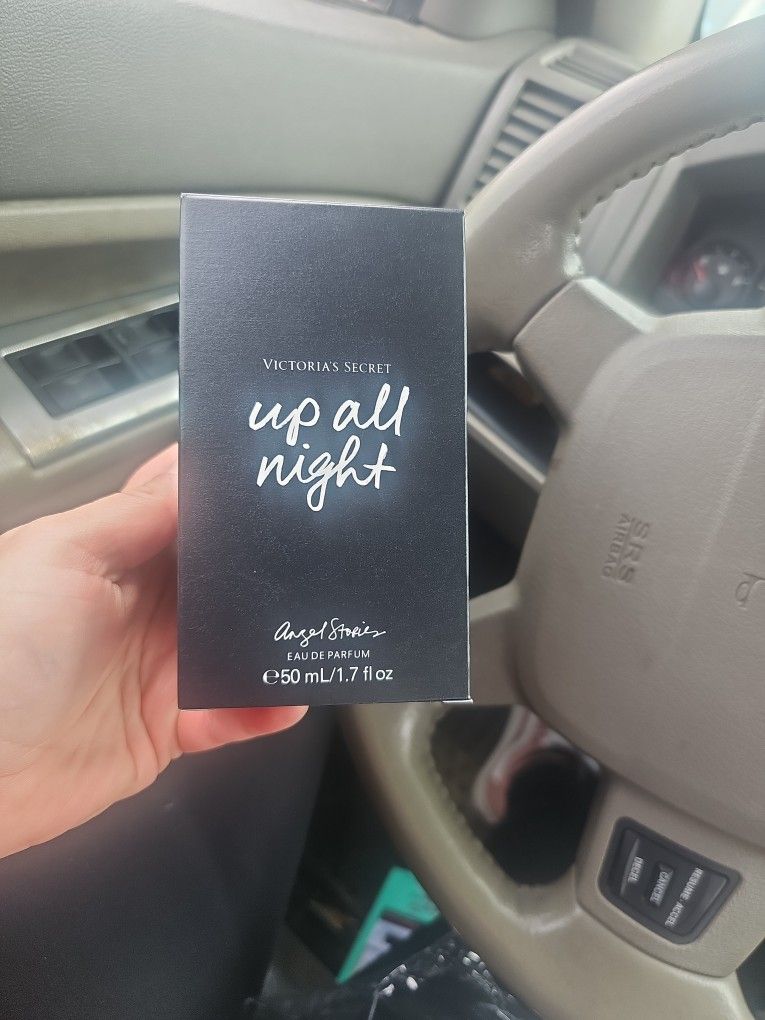 VICTORIA'S SECRET
up all
night
Angel Stories
EAU DE PARFUM
℮50 mL/1.7 fl oz
SRS
AIRBAG
RESUME/ACCEL
CANCEL
DECEL